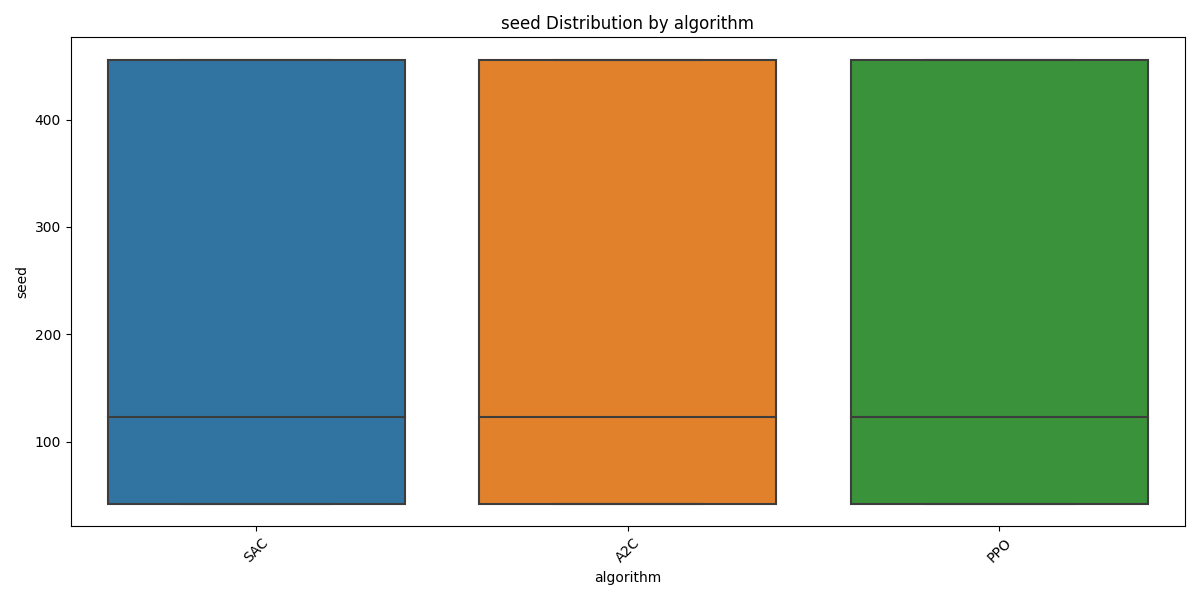 seed Distribution by algorithm
seed
400
300
200
100
SAC
A2C
PPO
algorithm